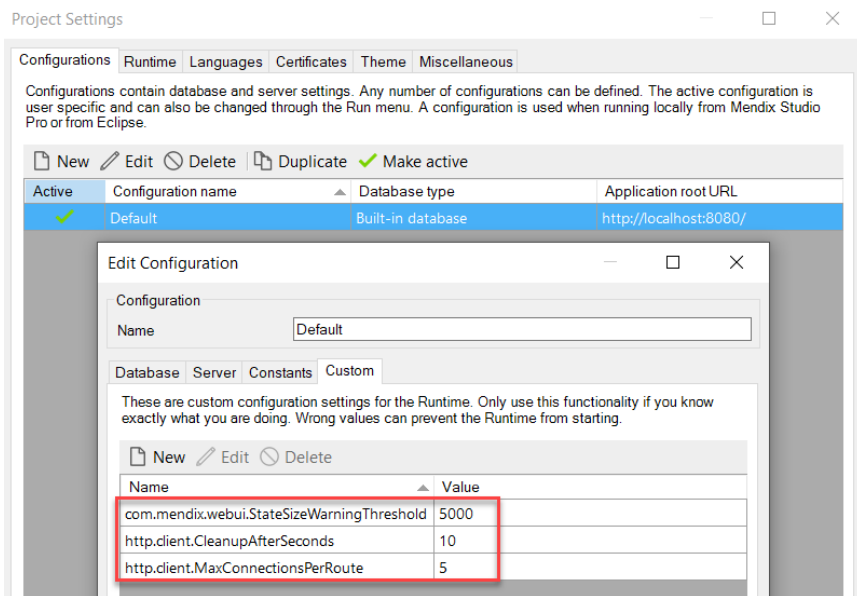 Project Settings
Configurations Runtime Languages Certificates Theme Miscellaneous
Configurations contain database and server settings. Any number of configurations can be defined. The active configuration is
user specific and can also be changed through the Run menu. A configuration is used when running locally from Mendix Studio
Pro or from Eclipse.
New Edit Delete Duplicate Make active
Active Configuration name Database type Application root URL
Default Built-in database http://localhost:8080/
Edit Configuration
Configuration
Name Default
Database Server Constants Custom
These are custom configuration settings for the Runtime. Only use this functionality if you know
exactly what you are doing. Wrong values can prevent the Runtime from starting.
New Edit Delete
Name Value
com.mendix.webui.StateSizeWarningThreshold 5000
http.client.CleanupAfterSeconds 10
http.client.MaxConnectionsPerRoute 5